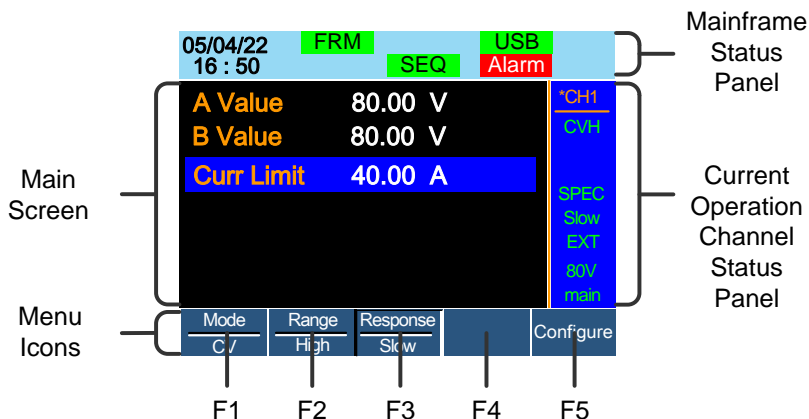 Mainframe
Status
Panel
05/04/22
16 : 50
FRM
USB
SEQ
Alarm
A Value 80.00 V
B Value 80.00 V
Curr Limit 40.00 A
*CH1
CVH
SPEC
Slow
EXT
80V
main
Main
Screen
Current
Operation
Channel
Status
Panel
Menu
Icons
Mode
CV
Range
High
Response
Slow
Configure
F1 F2 F3 F4 F5